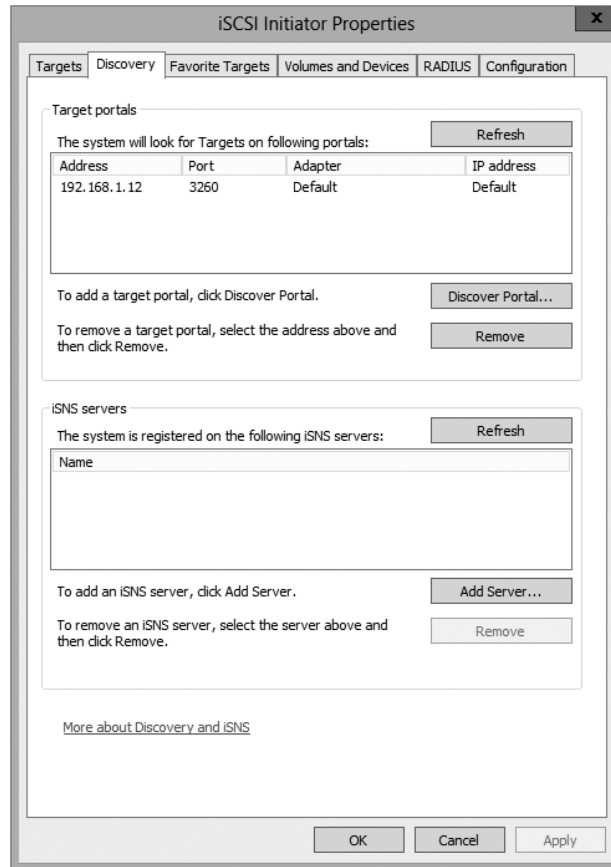 iSCSI Initiator Properties
x
Targets Discovery Favorite Targets Volumes and Devices RADIUS Configuration
Target portals
The system will look for Targets on following portals:
Refresh
Address Port Adapter IP address
192.168.1.12 3260 Default Default
To add a target portal, click Discover Portal.
Discover Portal...
To remove a target portal, select the address above and
then click Remove.
Remove
iSNS servers
The system is registered on the following iSNS servers:
Refresh
Name
To add an iSNS server, click Add Server.
Add Server...
To remove an iSNS server, select the server above and
then click Remove.
Remove
More about Discovery and iSNS
OK Cancel Apply